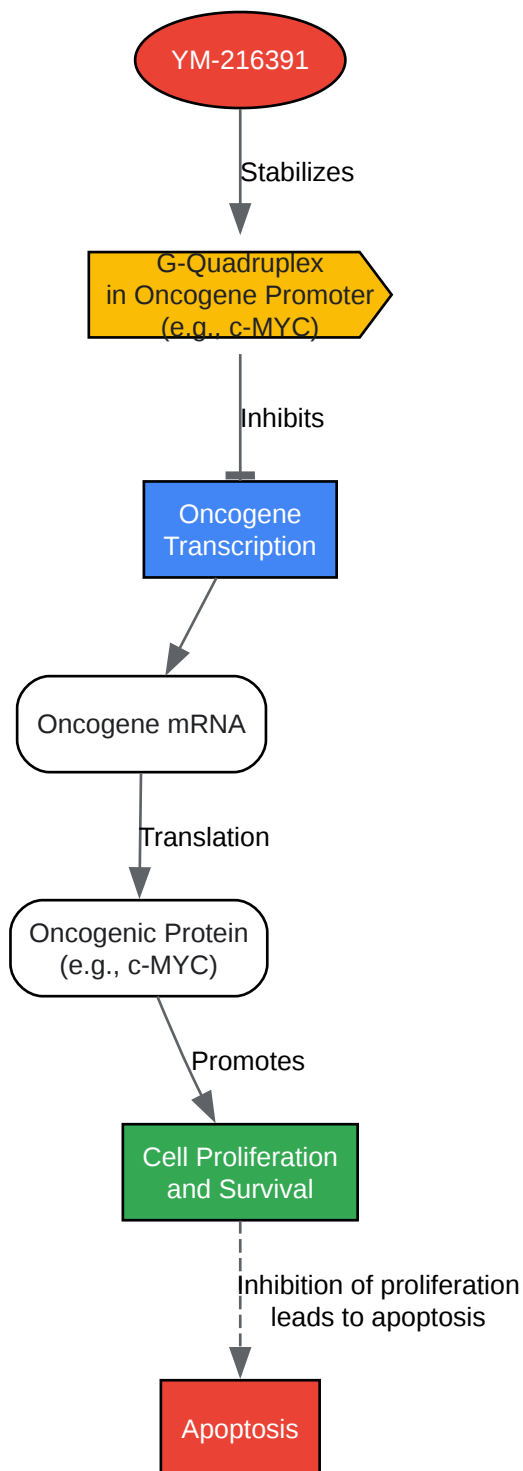 YM-216391
Stabilizes
G-Quadruplex
in Oncogene Promoter
(e.g., c-MYC)
Inhibits
Oncogene
Transcription
Oncogene mRNA
Translation
Oncogenic Protein
(e.g., c-MYC)
Promotes
Cell Proliferation
and Survival
Inhibition of proliferation
leads to apoptosis
Apoptosis